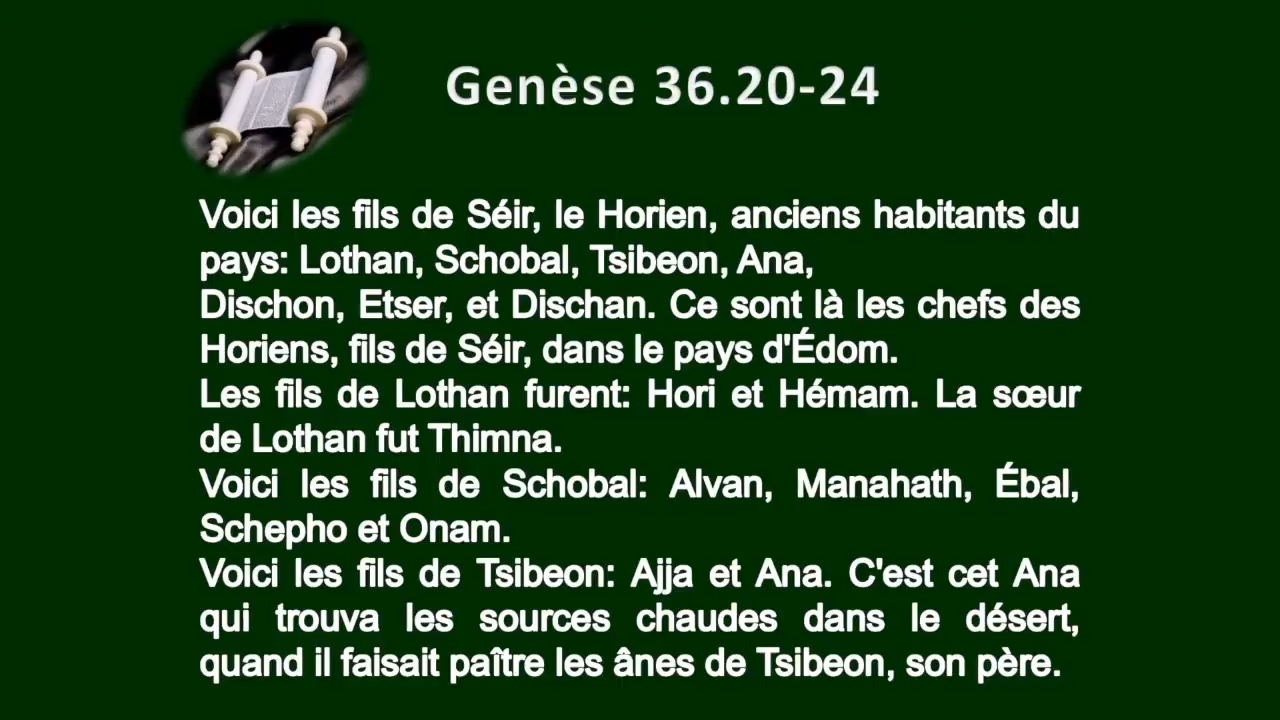 Genèse 36.20-24
Voici les fils de Séir, le Horien, anciens habitants du
pays: Lothan, Schobal, Tsibeon, Ana,
Dischon, Etser, et Dischan. Ce sont là les chefs des
Horiens, fils de Séir, dans le pays d'Édom.
Les fils de Lothan furent: Hori et Hémam. La sœur
de Lothan fut Thimna.
Voici les fils de Schobal: Alvan, Manahath, Ébal,
Schepho et Onam.
Voici les fils de Tsibeon: Ajja et Ana. C'est cet Ana
qui trouva les sources chaudes dans le désert,
quand il faisait paître les ânes de Tsibeon, son père.